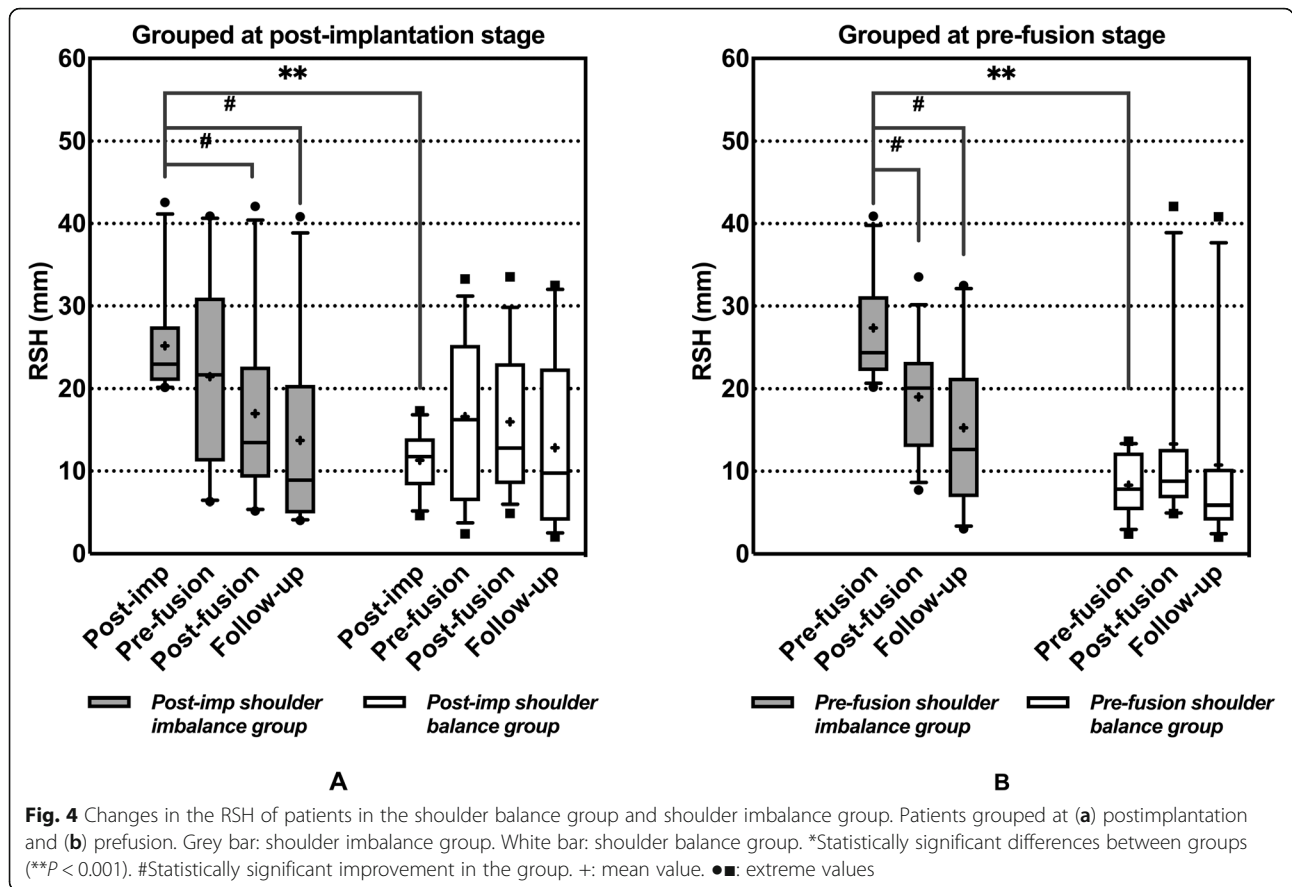 Grouped at post-implantation stage
RSH (mm)
60
50
40
30
20
10
0
**
#
#
Post-imp
Pre-fusion
Post-fusion
Follow-up
Post-imp
Pre-fusion
Post-fusion
Follow-up
Post-imp shoulder
imbalance group
Post-imp shoulder
balance group
A
Grouped at pre-fusion stage
RSH (mm)
60
50
40
30
20
10
0
**
#
#
Pre-fusion
Post-fusion
Follow-up
Pre-fusion
Post-fusion
Follow-up
Pre-fusion shoulder
imbalance group
Pre-fusion shoulder
balance group
B
Fig. 4 Changes in the RSH of patients in the shoulder balance group and shoulder imbalance group. Patients grouped at (a) postimplantation
and (b) prefusion. Grey bar: shoulder imbalance group. White bar: shoulder balance group. *Statistically significant differences between groups
(**P < 0.001). #Statistically significant improvement in the group. +: mean value. ●■: extreme values